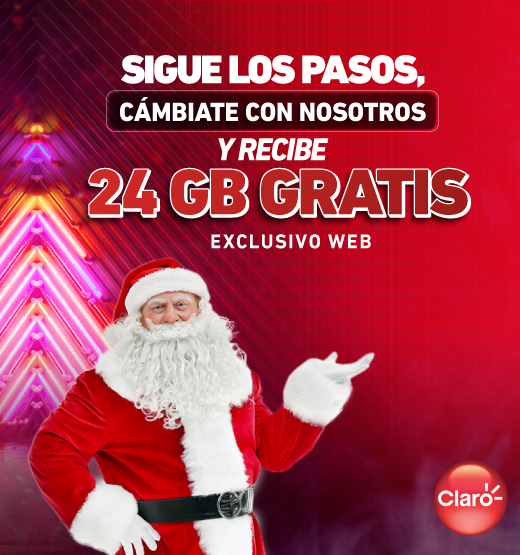 SIGUE LOS PASOS,
CÁMBIATE CON NOSOTROS
Y RECIBE
24 GB GRATIS
EXCLUSIVO WEB
Claro